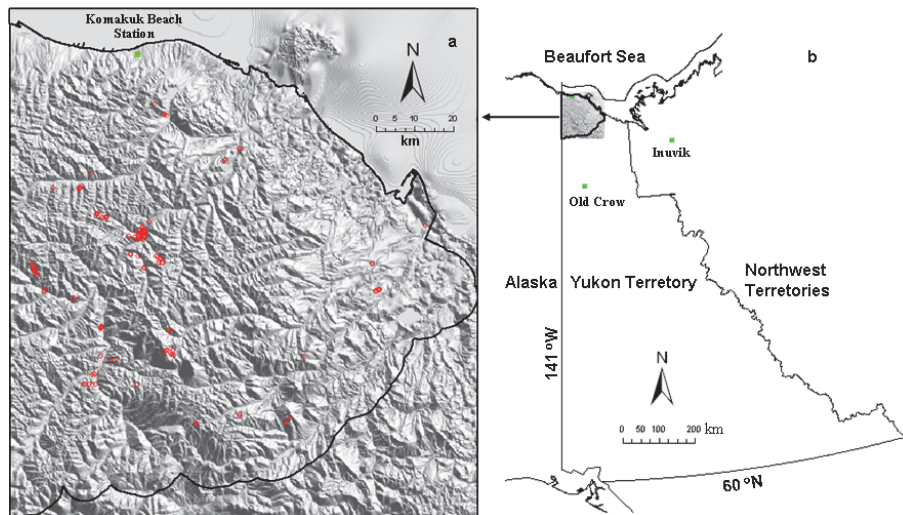 Komakuk Beach
Station
a
N
0 5 10 20
km
Beaufort Sea
b
Inuvik
Old Crow
Alaska
Yukon Terretory
Northwest
Territories
141 °W
N
0 50 100 200 km
60 °N